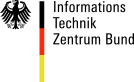 Informations
Technik
Zentrum Bund